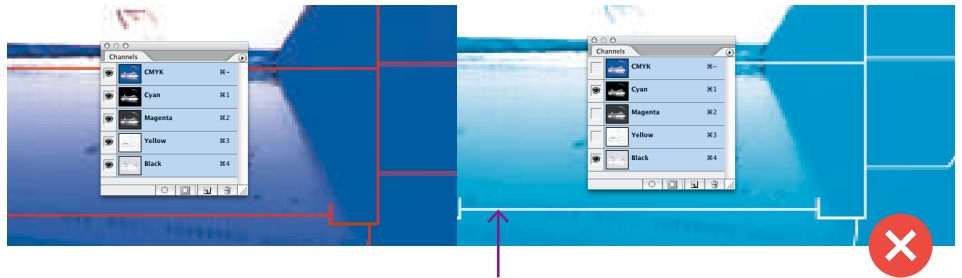 Channels
CMYK ⌘~
Cyan ⌘1
Magenta ⌘2
Yellow ⌘3
Black ⌘4
Channels
CMYK ⌘~
Cyan ⌘1
Magenta ⌘2
Yellow ⌘3
Black ⌘4